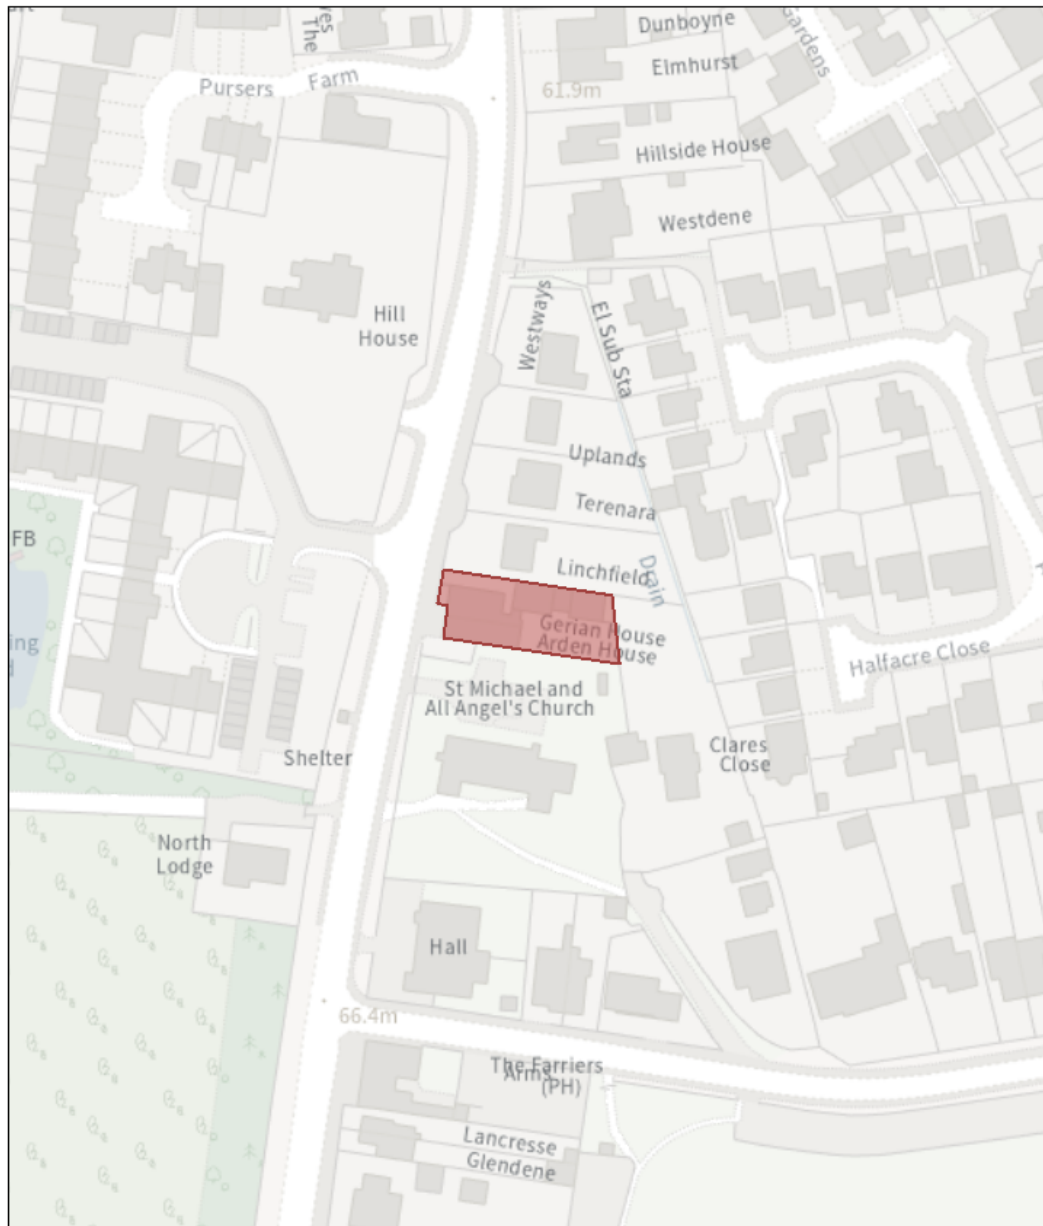 Dunboyne
Elmhurst
Gardens
The
Pursers
Farm
61.9m
Hillside House
Westdene
Hill
House
Westways
El Sub Sta
Uplands
Terenara
FB
Linchfield
Drain
Gerian House
Arden House
Halfacre Close
St Michael and
All Angel's Church
Shelter
Clares
Close
North
Lodge
Hall
66.4m
The Farriers
Arms
(PH)
Lancresse
Glendene